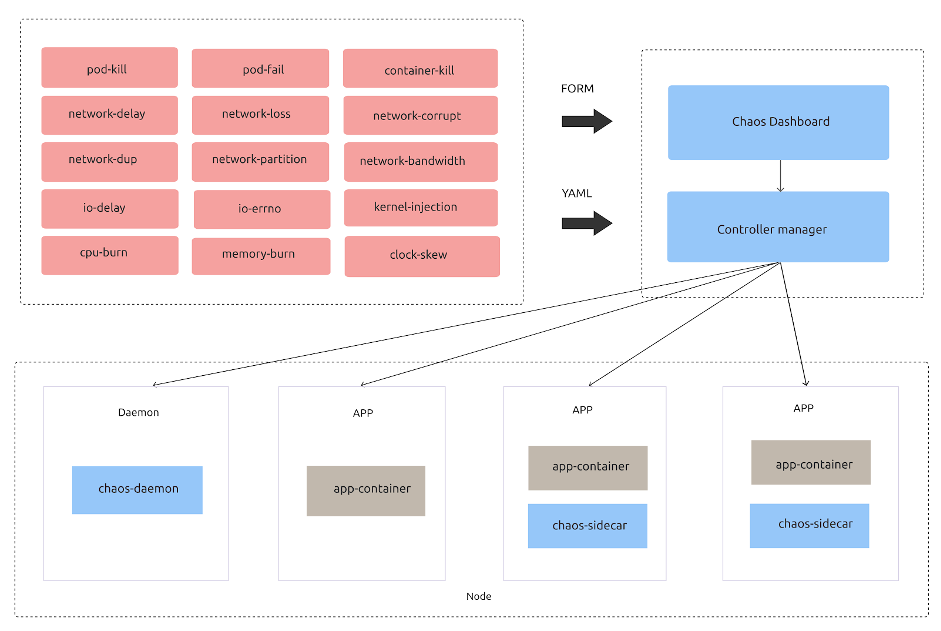 pod-kill
pod-fail
container-kill
network-delay
network-loss
network-corrupt
network-dup
network-partition
network-bandwidth
io-delay
io-errno
kernel-injection
cpu-burn
memory-burn
clock-skew
FORM
YAML
Chaos Dashboard
Controller manager
Daemon
chaos-daemon
APP
app-container
APP
app-container
chaos-sidecar
APP
app-container
chaos-sidecar
Node